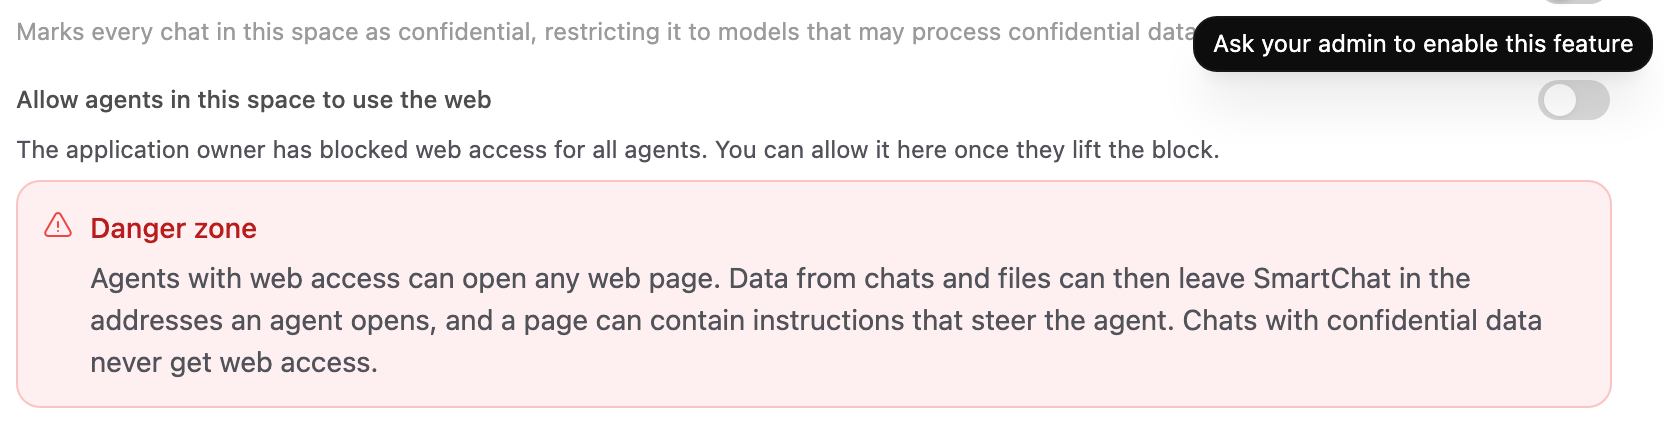 Marks every chat in this space as confidential, restricting it to models that may process confidential data
Ask your admin to enable this feature
Allow agents in this space to use the web
The application owner has blocked web access for all agents. You can allow it here once they lift the block.
Danger zone
Agents with web access can open any web page. Data from chats and files can then leave SmartChat in the
addresses an agent opens, and a page can contain instructions that steer the agent. Chats with confidential data
never get web access.